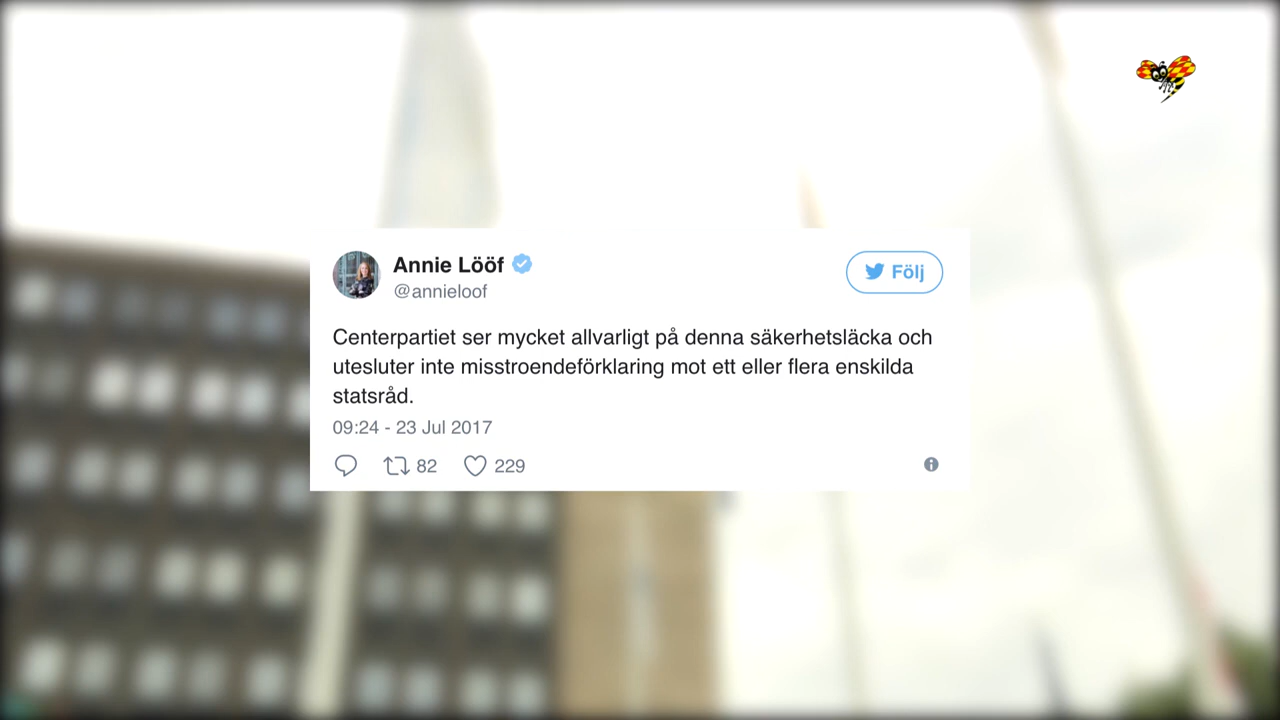 Annie Lööf
@annieloof
Följ
Centerpartiet ser mycket allvarligt på denna säkerhetsläcka och
utesluter inte misstroendeförklaring mot ett eller flera enskilda
statsråd.
09:24 - 23 Jul 2017
82 229